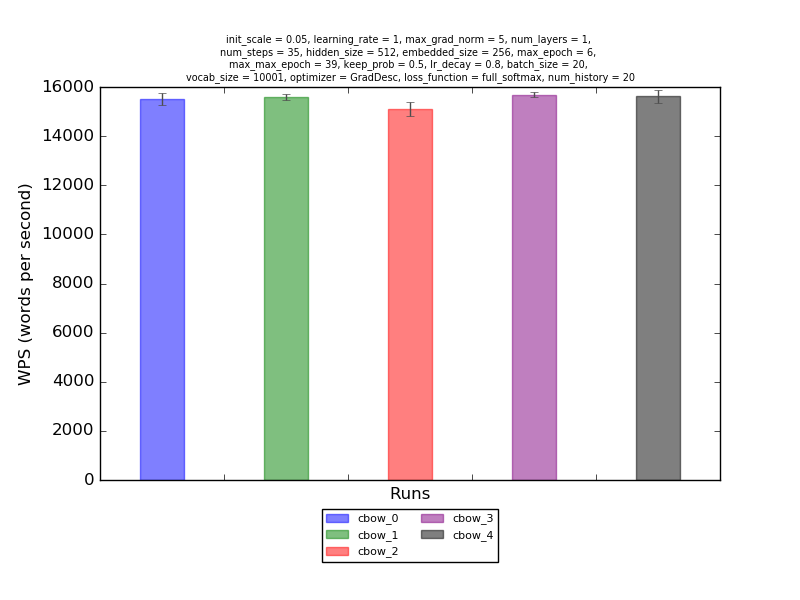 init_scale = 0.05, learning_rate = 1, max_grad_norm = 5, num_layers = 1,
num_steps = 35, hidden_size = 512, embedded_size = 256, max_epoch = 6,
max_max_epoch = 39, keep_prob = 0.5, lr_decay = 0.8, batch_size = 20,
vocab_size = 10001, optimizer = GradDesc, loss_function = full_softmax, num_history = 20
16000
14000
12000
10000
8000
6000
4000
2000
0
WPS (words per second)
Runs
cbow_0
cbow_1
cbow_2
cbow_3
cbow_4